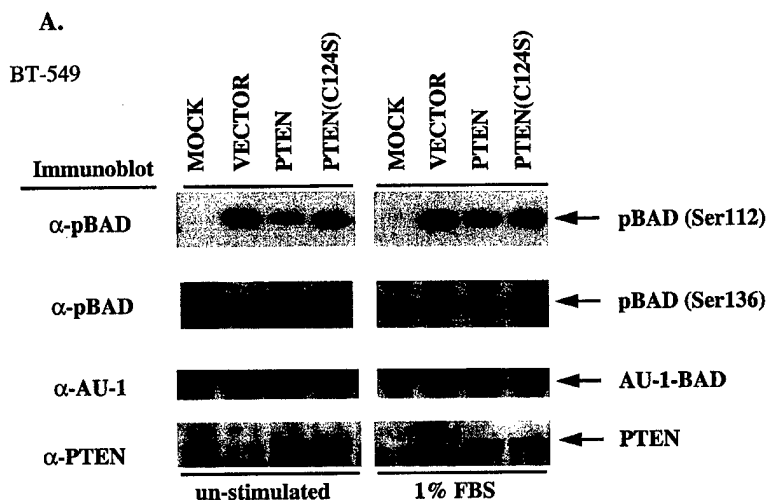 A.
BT-549
MOCK
VECTOR
PTEN
PTEN(C124S)
MOCK
VECTOR
PTEN
PTEN(C124S)
Immunoblot
α-pBAD
pBAD (Ser112)
α-pBAD
pBAD (Ser136)
α-AU-1
AU-1-BAD
α-PTEN
PTEN
un-stimulated
1% FBS